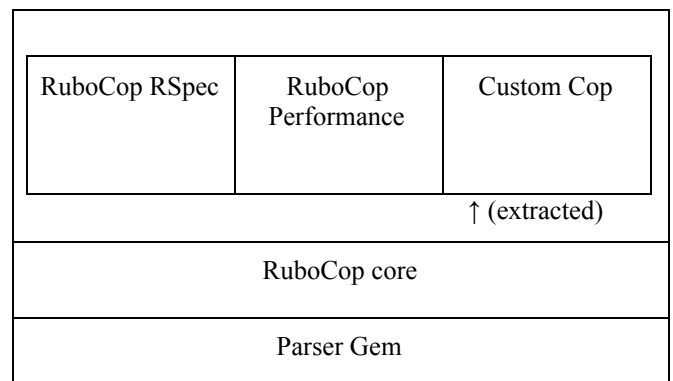 RuboCop RSpec
RuboCop
Performance
Custom Cop
↑ (extracted)
RuboCop core
Parser Gem